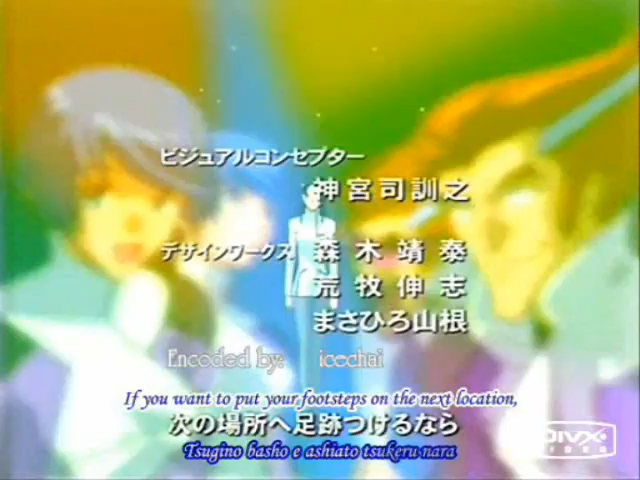 ビジュアルコンセプター
神宮司訓之
デザインワークス 森木靖泰
荒牧伸志
まさひろ山根
Encoded by: icechai
If you want to put your footsteps on the next location,
次の場所へ足跡つけるなら
Tsugino basho e ashiato tsukeru nara
DIVX
VIDEO